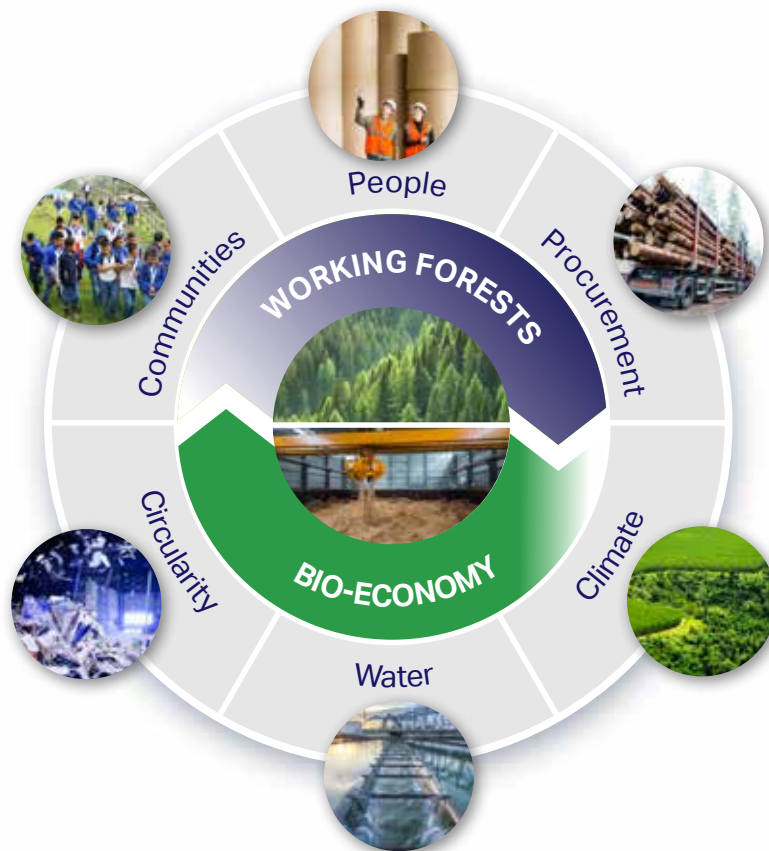 People
Procurement
Climate
Water
Circularity
Communities
WORKING FORESTS
BIO-ECONOMY